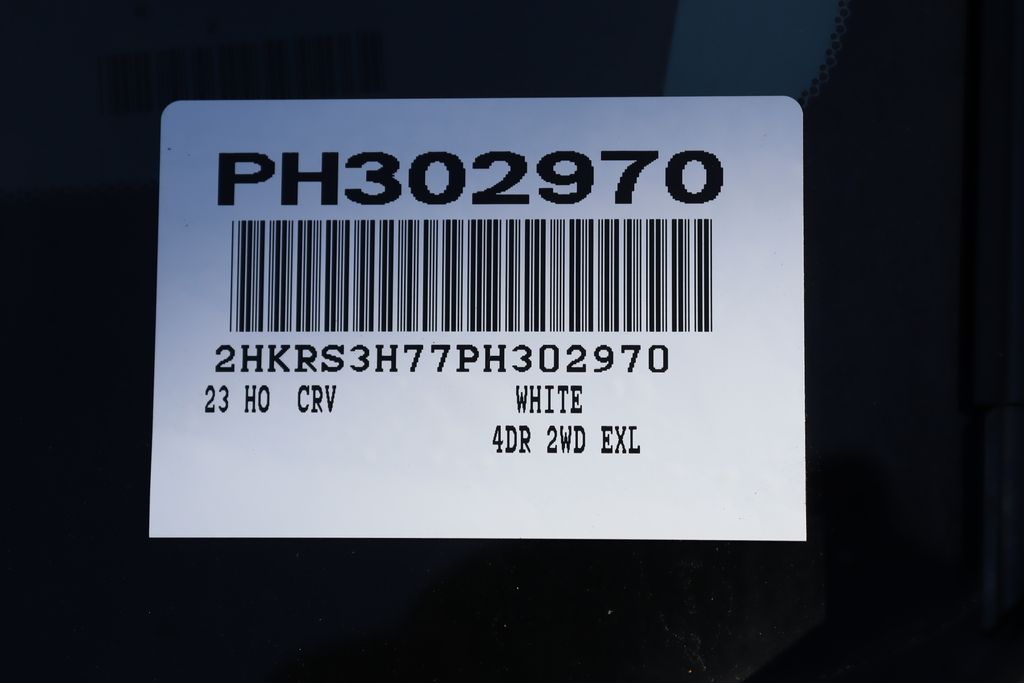 PH302970
2HKRS3H77PH302970
23 HO CRV WHITE
4DR 2WD EXL